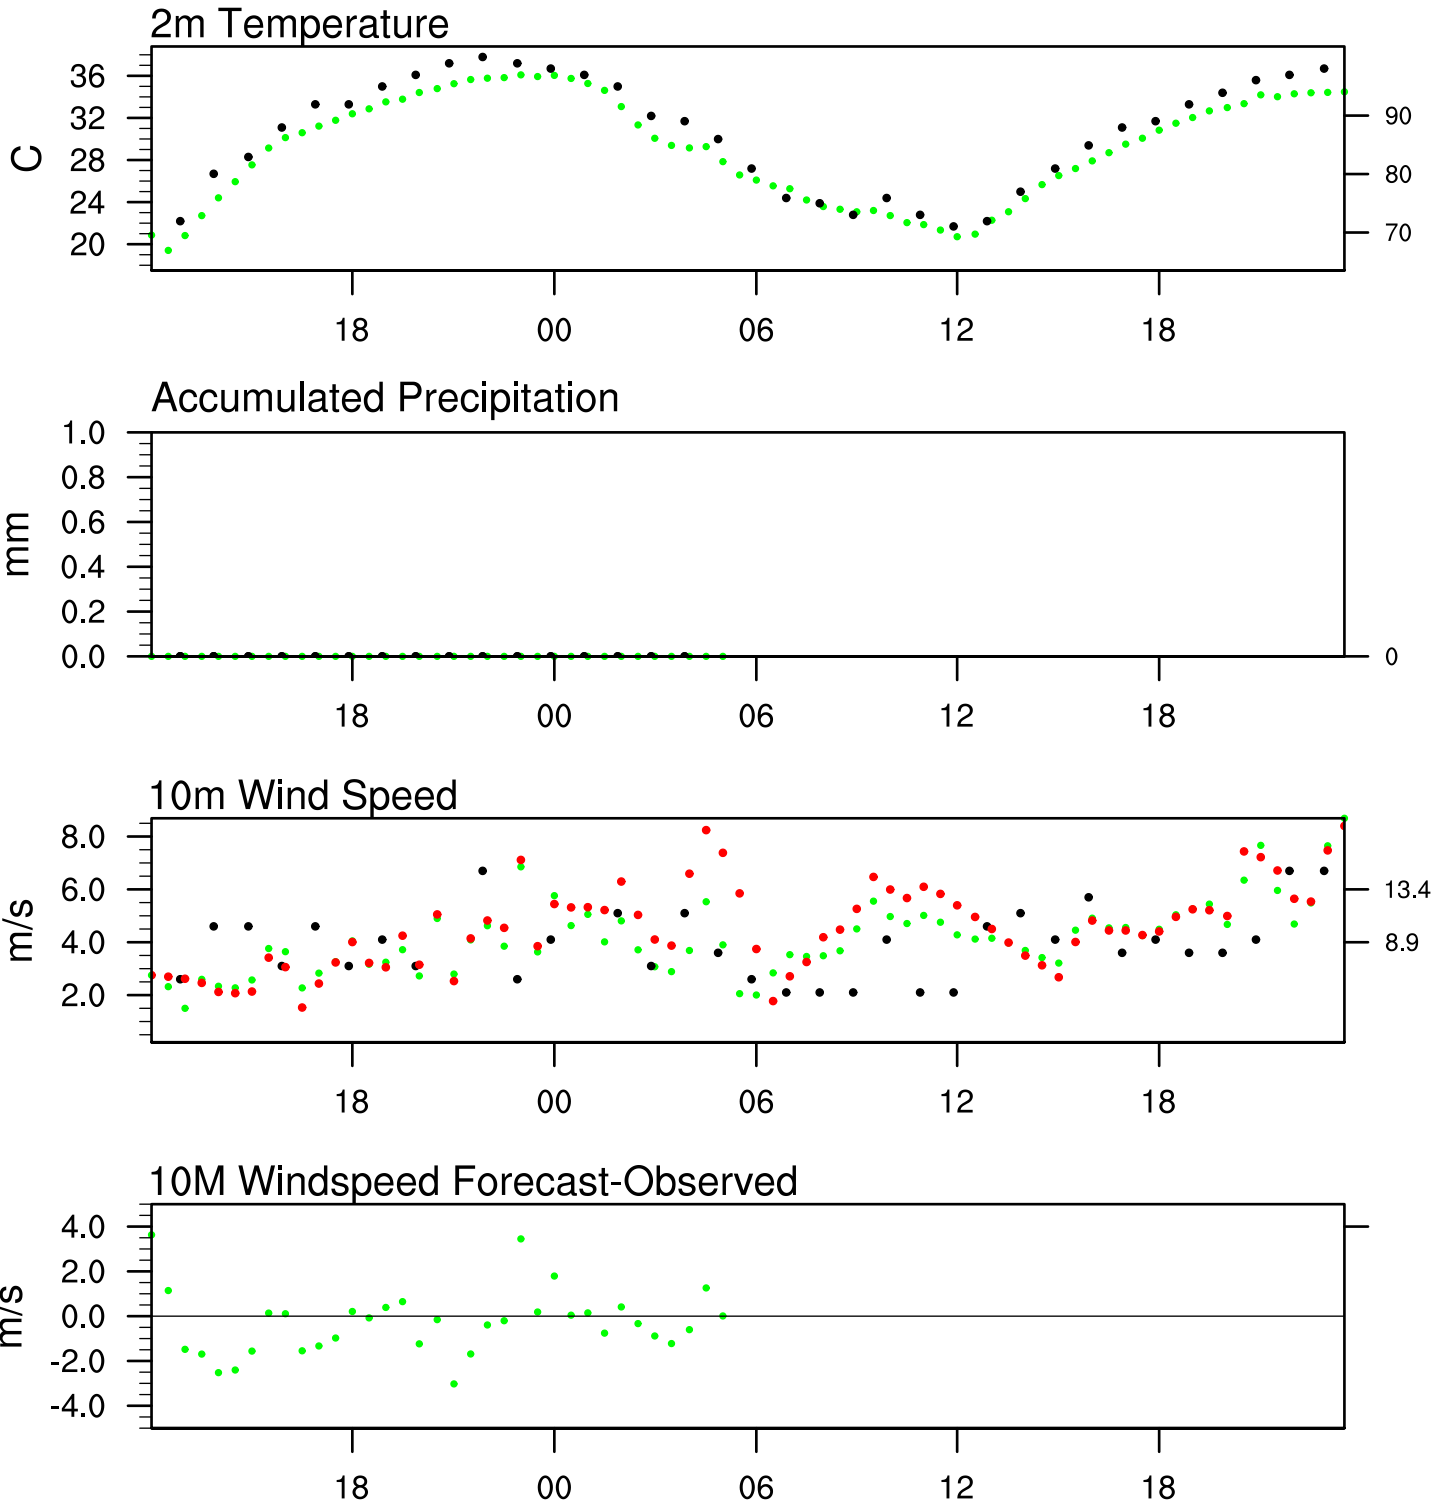 2m Temperature
36
32
28
24
20
C
90
80
70
18 00 06 12 18
Accumulated Precipitation
1.0
0.8
0.6
0.4
0.2
0.0
mm
0
18 00 06 12 18
10m Wind Speed
8.0
6.0
4.0
2.0
m/s
13.4
8.9
18 00 06 12 18
10M Windspeed Forecast-Observed
4.0
2.0
0.0
-2.0
-4.0
m/s
18 00 06 12 18